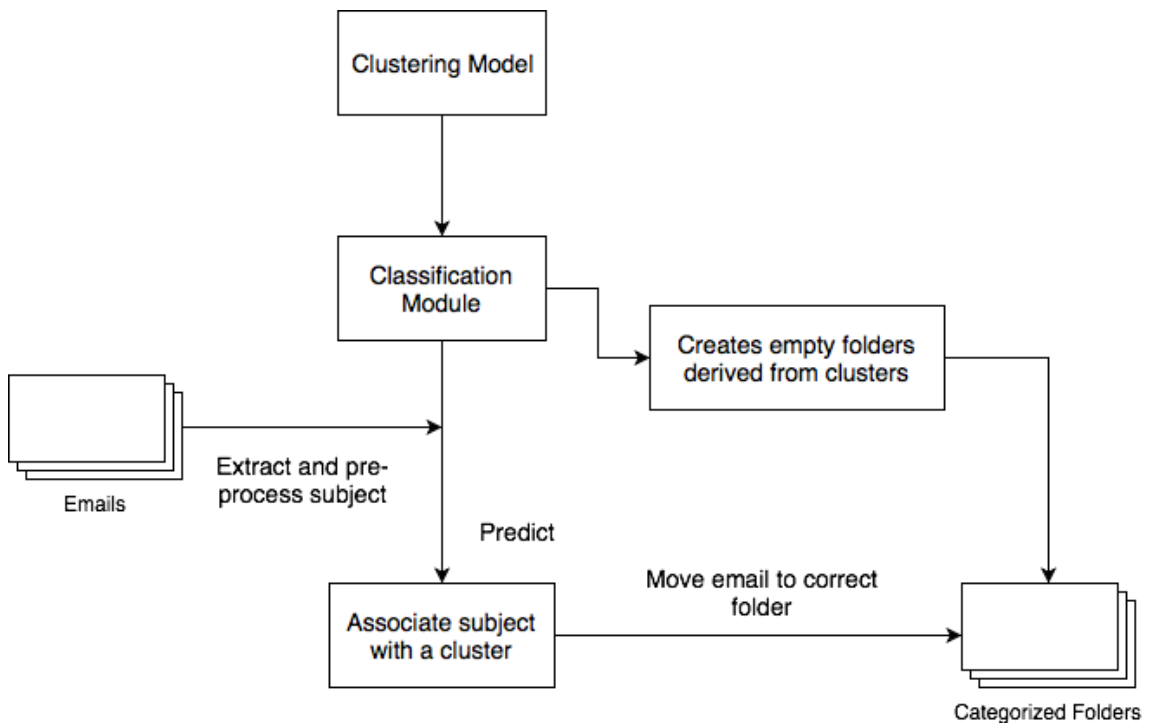 Clustering Model
Classification
Module
Creates empty folders
derived from clusters
Extract and pre-
process subject
Emails
Predict
Move email to correct
folder
Associate subject
with a cluster
Categorized Folders